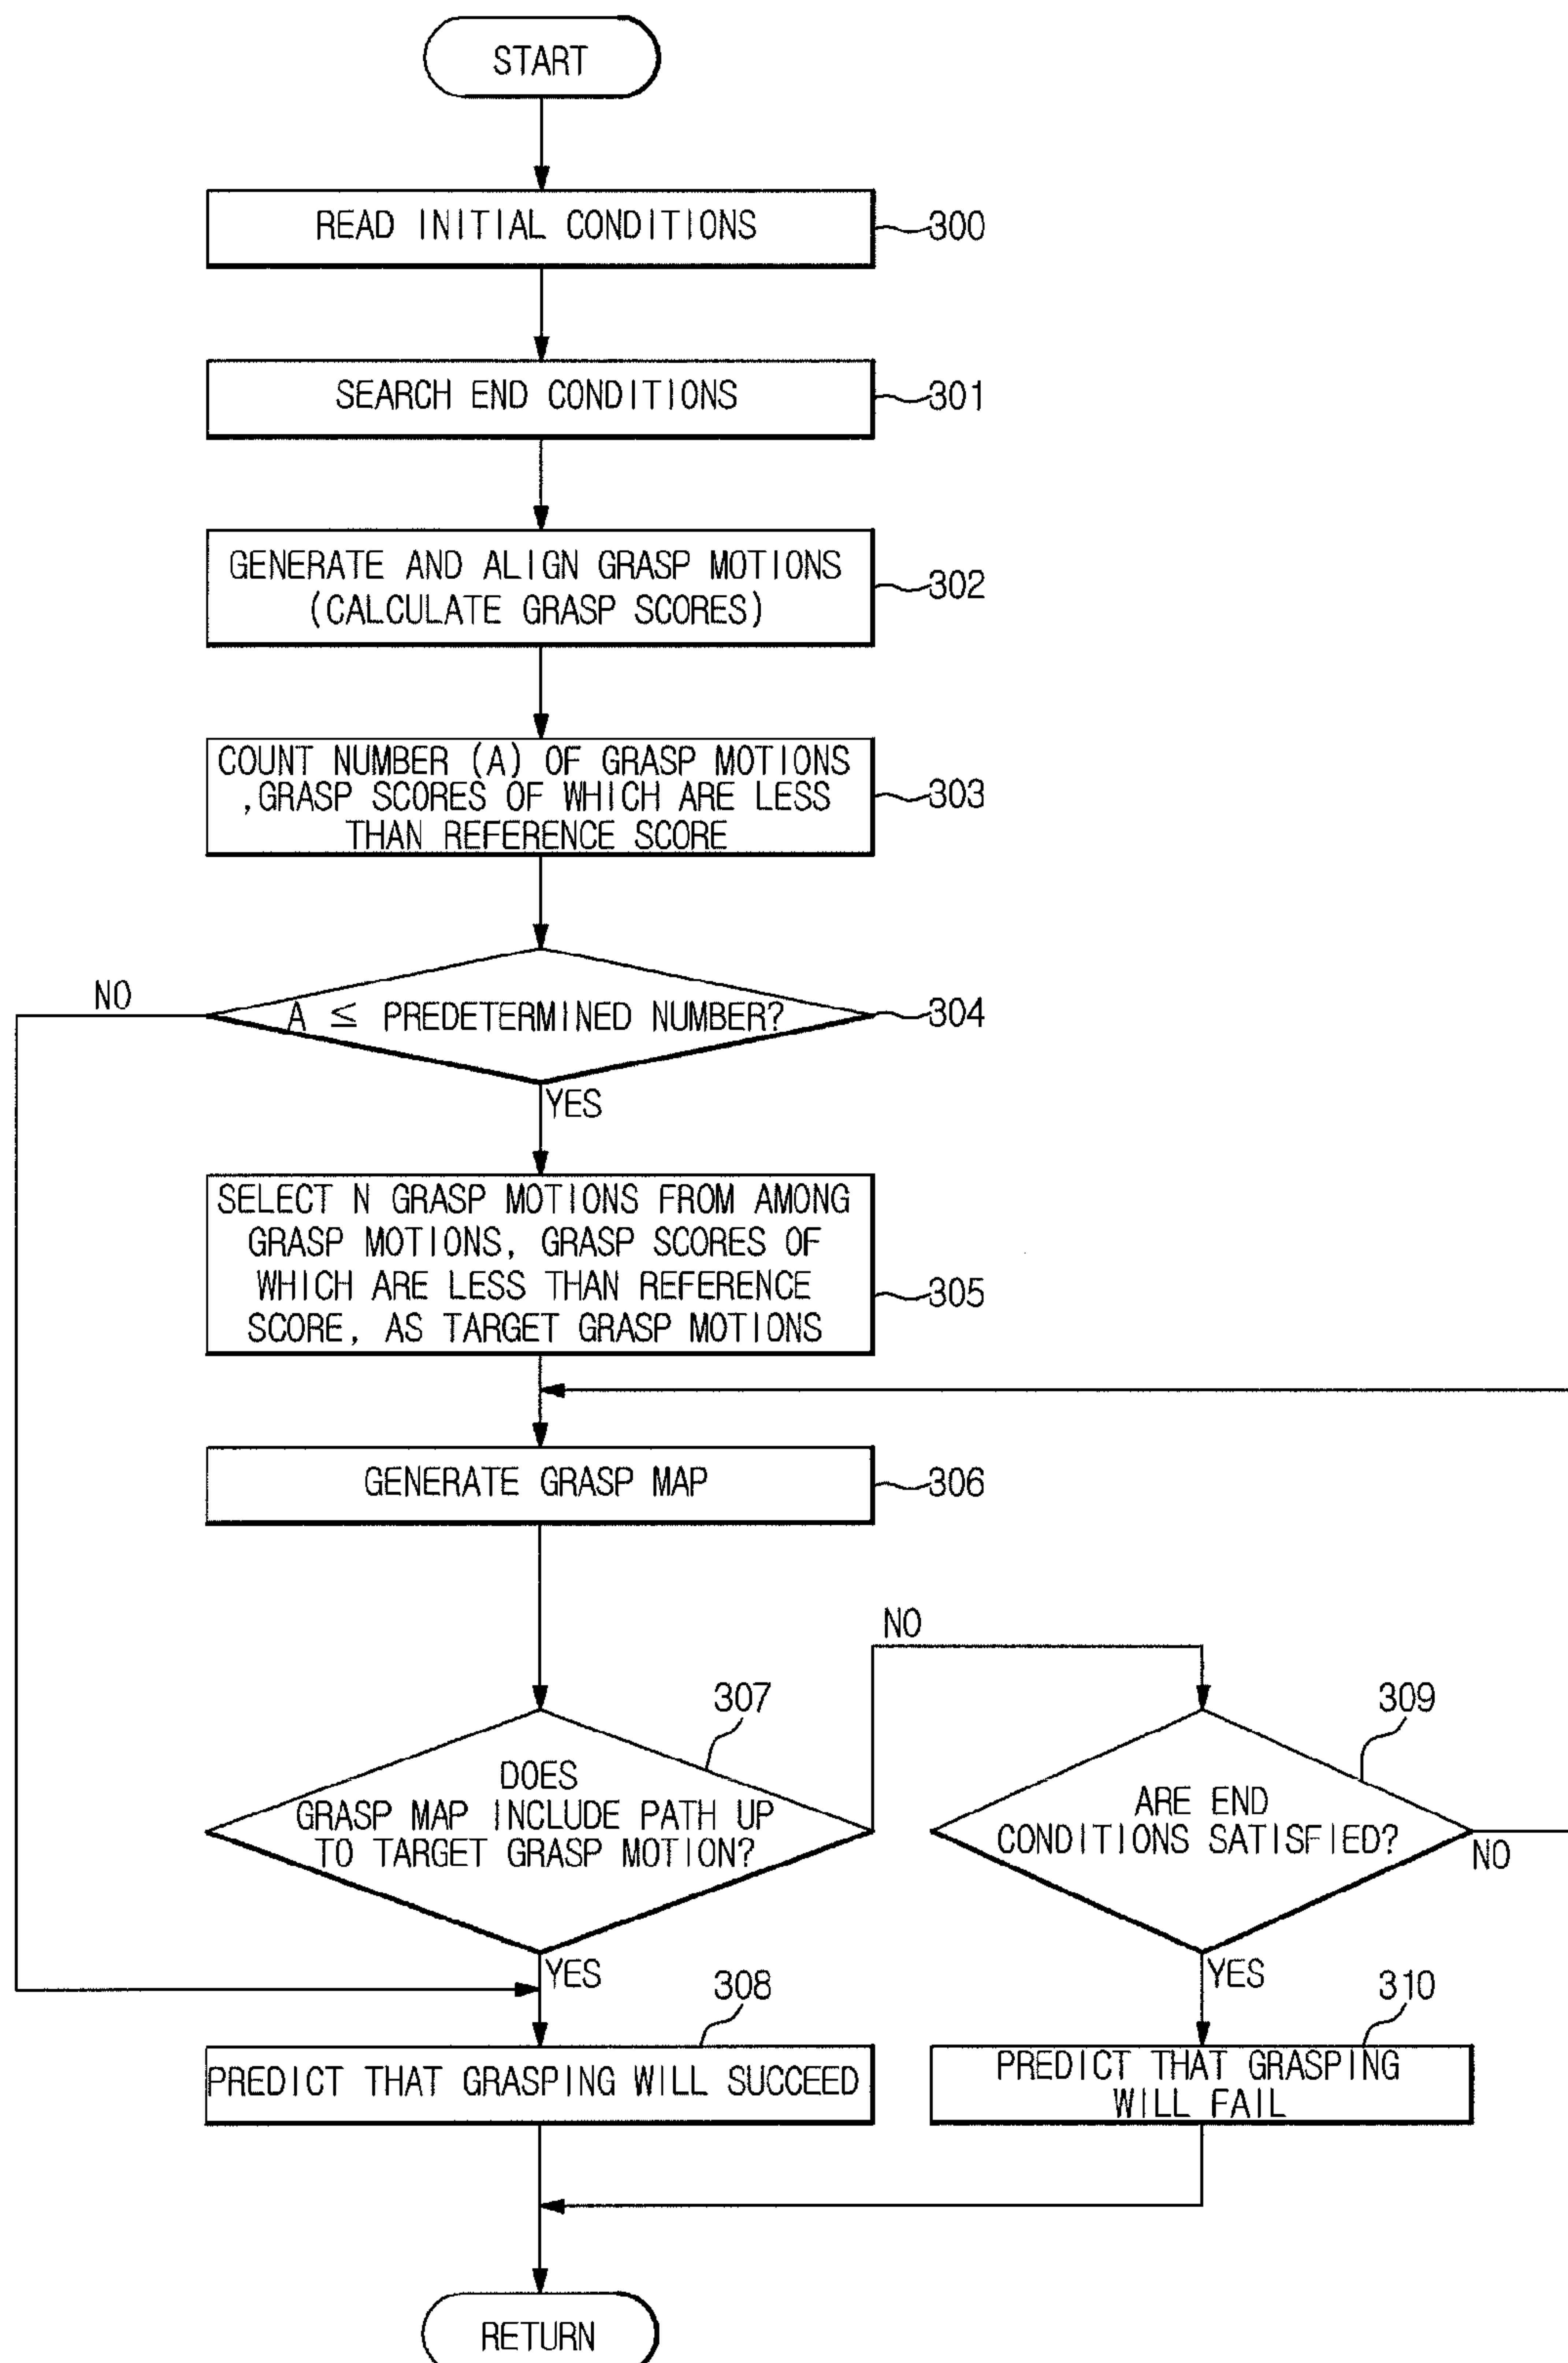 START
READ INITIAL CONDITIONS
300
SEARCH END CONDITIONS
301
GENERATE AND ALIGN GRASP MOTIONS
(CALCULATE GRASP SCORES)
302
COUNT NUMBER (A) OF GRASP MOTIONS
,GRASP SCORES OF WHICH ARE LESS
THAN REFERENCE SCORE
303
NO
A ≤ PREDETERMINED NUMBER?
304
YES
SELECT N GRASP MOTIONS FROM AMONG
GRASP MOTIONS, GRASP SCORES OF
WHICH ARE LESS THAN REFERENCE
SCORE, AS TARGET GRASP MOTIONS
305
GENERATE GRASP MAP
306
NO
307
DOES
GRASP MAP INCLUDE PATH UP
TO TARGET GRASP MOTION?
309
ARE END
CONDITIONS SATISFIED?
NO
YES
YES
308
PREDICT THAT GRASPING WILL SUCCEED
310
PREDICT THAT GRASPING
WILL FAIL
RETURN